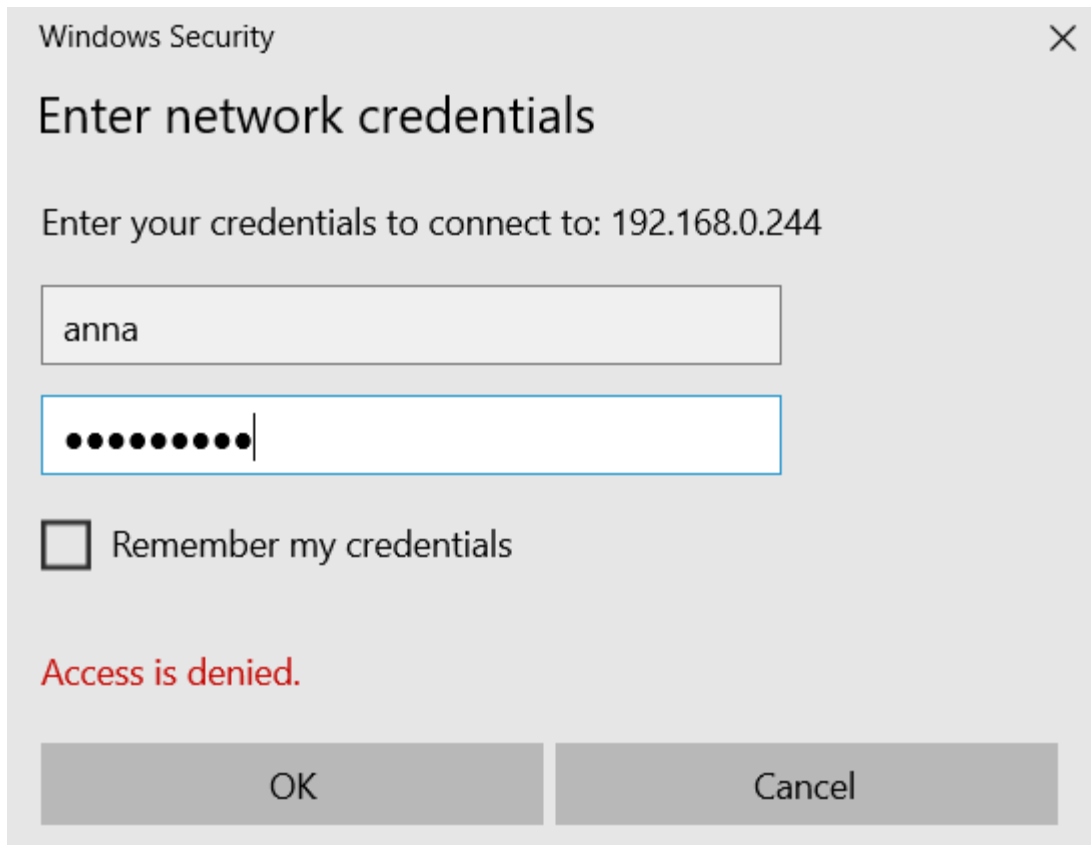 Windows Security
Enter network credentials
Enter your credentials to connect to: 192.168.0.244
anna
•••••••••
Remember my credentials
Access is denied.
OK Cancel